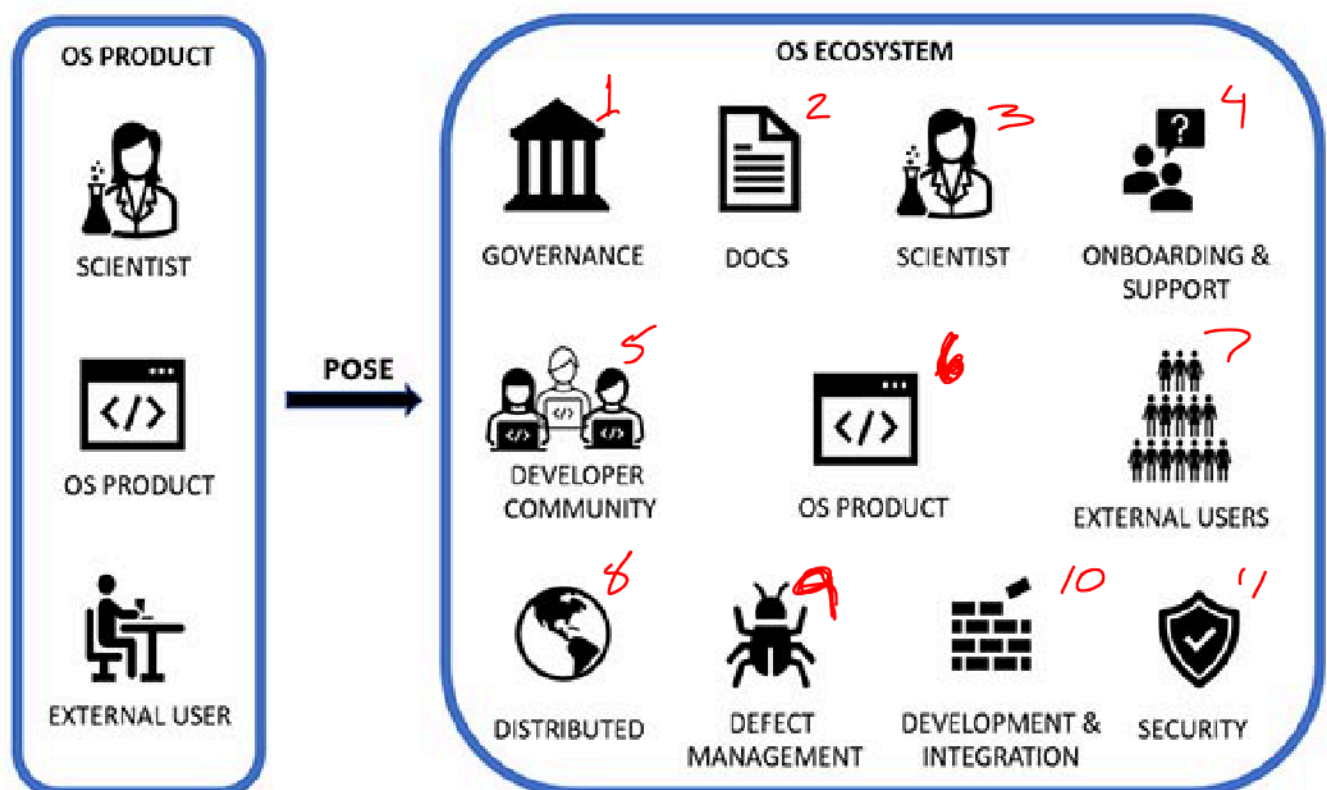 OS PRODUCT
SCIENTIST
</>
OS PRODUCT
EXTERNAL USER
POSE
OS ECOSYSTEM
1
2
3
?
4
GOVERNANCE
DOCS
SCIENTIST
ONBOARDING &
SUPPORT
5
</>
</>
</>
6
</>
7
DEVELOPER
COMMUNITY
OS PRODUCT
EXTERNAL USERS
8
9
10
11
DISTRIBUTED
DEFECT
MANAGEMENT
DEVELOPMENT &
INTEGRATION
SECURITY